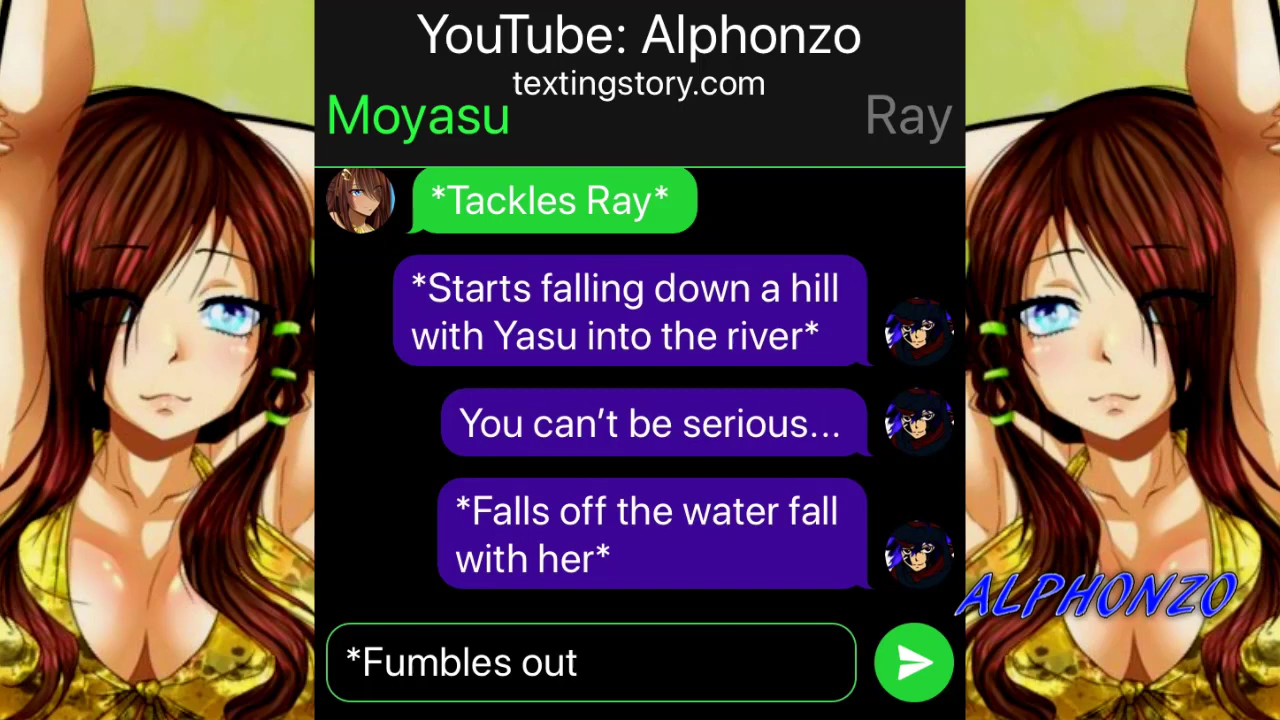 YouTube: Alphonzo
textingstory.com
Moyasu
Ray
*Tackles Ray*
*Starts falling down a hill
with Yasu into the river*
You can’t be serious...
*Falls off the water fall
with her*
ALPHONZO
*Fumbles out